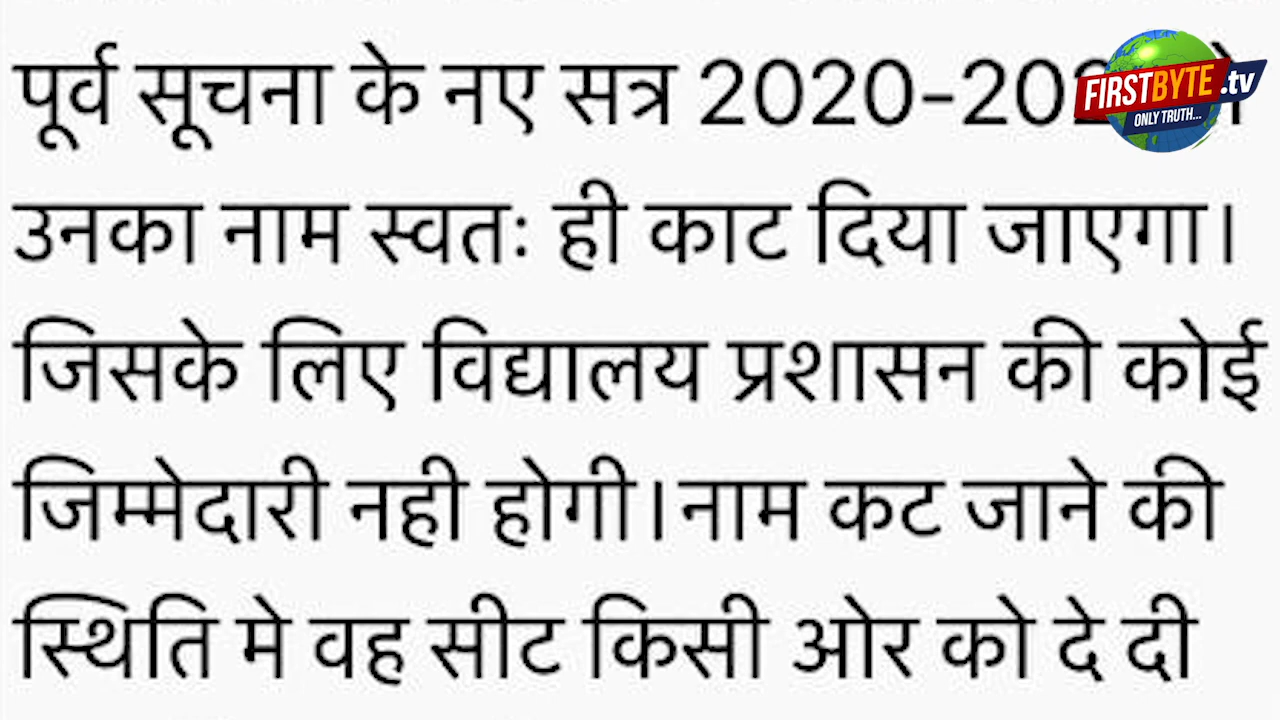 पूर्व सूचना के नए सत्र 2020-202
उनका नाम स्वतः ही काट दिया जाएगा।
जिसके लिए विद्यालय प्रशासन की कोई
जिम्मेदारी नही होगी।नाम कट जाने की
स्थिति मे वह सीट किसी ओर को दे दी
FIRSTBYTE.tv
ONLY TRUTH...